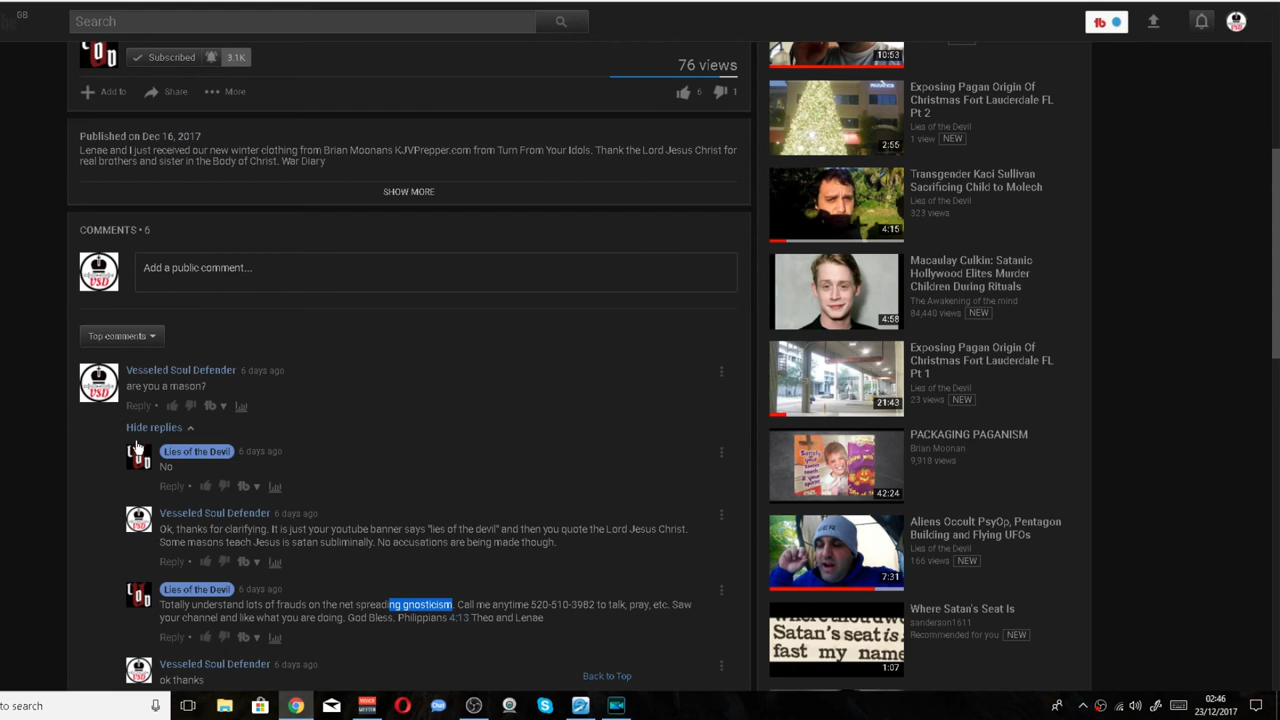 GB
Search
LOD
Subscribed
3.1K
76 views
Add to
Share
More
6
1
Published on Dec 16, 2017
Lenae and I just received our new winter clothing from Brian Moonans KJVPrepper.com from Turn From Your Idols. Thank the Lord Jesus Christ for
real brothers and sister in the Body of Christ. War Diary
SHOW MORE
COMMENTS • 6
VSD
Add a public comment...
Top comments
VSD
Vesseled Soul Defender 6 days ago
are you a mason?
Reply
Hide replies
Lies of the Devil 6 days ago
No
Reply
Vesseled Soul Defender 6 days ago
Ok, thanks for clarifying. It is just your youtube banner says "lies of the devil" and then you quote the Lord Jesus Christ.
Some masons teach Jesus is satan subliminally. No accusations are being made though.
Reply
Lies of the Devil 6 days ago
Totally understand lots of frauds on the net spreading gnosticism. Call me anytime 520-510-3982 to talk, pray, etc. Saw
your channel and like what you are doing. God Bless. Philippians 4:13 Theo and Lenae
Reply
Vesseled Soul Defender 6 days ago
ok thanks
Back to Top
10:53
Exposing Pagan Origin Of
Christmas Fort Lauderdale FL
Pt 2
Lies of the Devil
1 view NEW
2:55
Transgender Kaci Sullivan
Sacrificing Child to Molech
Lies of the Devil
323 views
4:15
Macaulay Culkin: Satanic
Hollywood Elites Murder
Children During Rituals
The Awakening of the mind
84,440 views NEW
4:58
Exposing Pagan Origin Of
Christmas Fort Lauderdale FL
Pt 1
Lies of the Devil
23 views NEW
21:43
PACKAGING PAGANISM
Brian Moonan
9,918 views
42:24
Aliens Occult PsyOp, Pentagon
Building and Flying UFOs
Lies of the Devil
166 views NEW
7:31
Where Satan's Seat Is
sanderson1611
Recommended for you NEW
Satan's seat is
fast my name
1:07
to search
02:46
23/12/2017